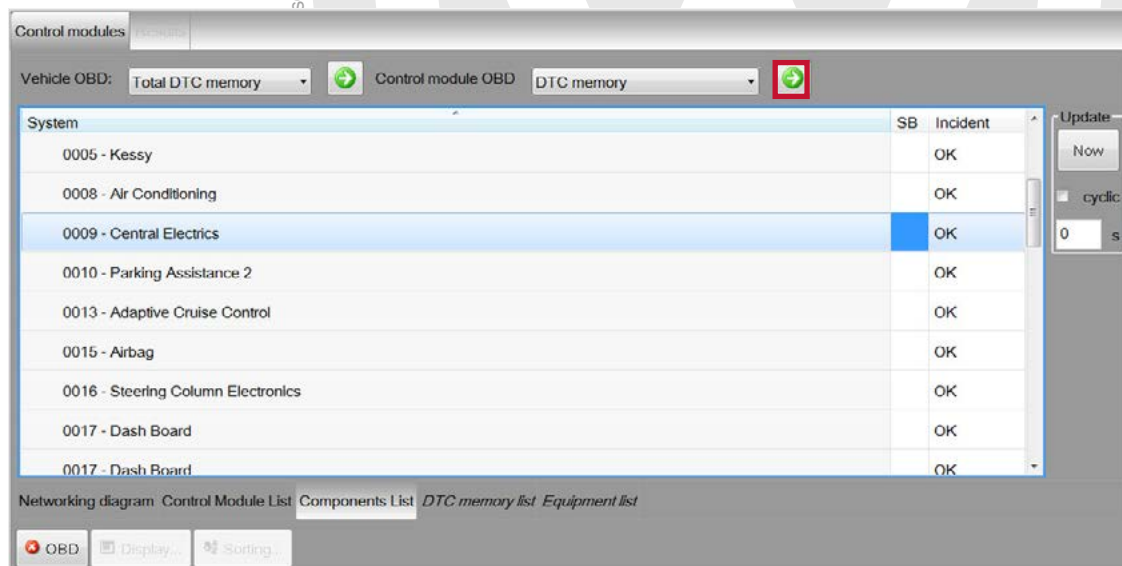 Control modules Results
Vehicle OBD: Total DTC memory Control module OBD DTC memory
System SB Incident Update
0005 - Kessy OK Now
0008 - Air Conditioning OK
cyclic
0009 - Central Electrics OK 0 s
0010 - Parking Assistance 2 OK
0013 - Adaptive Cruise Control OK
0015 - Airbag OK
0016 - Steering Column Electronics OK
0017 - Dash Board OK
0017 - Dash Board OK
Networking diagram Control Module List Components List DTC memory list Equipment list
OBD Display... Sorting...